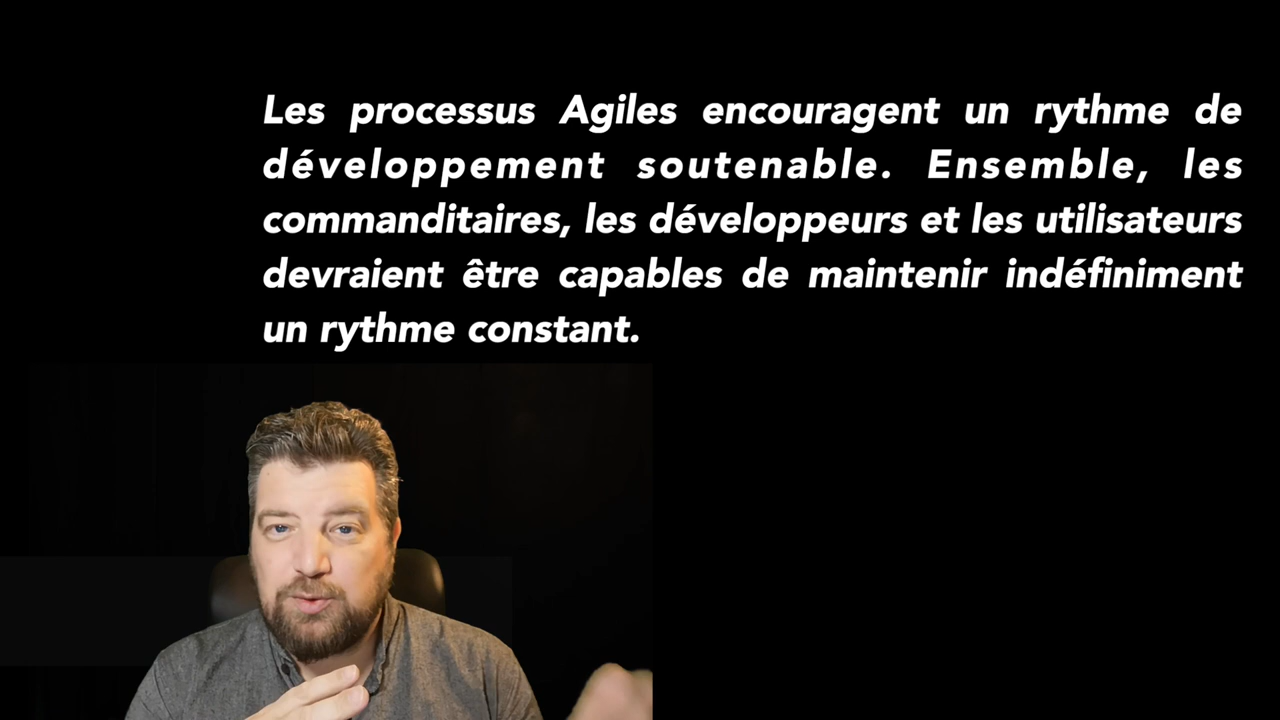 Les processus Agiles encouragent un rythme de
développement soutenable. Ensemble, les
commanditaires, les développeurs et les utilisateurs
devraient être capables de maintenir indéfiniment
un rythme constant.